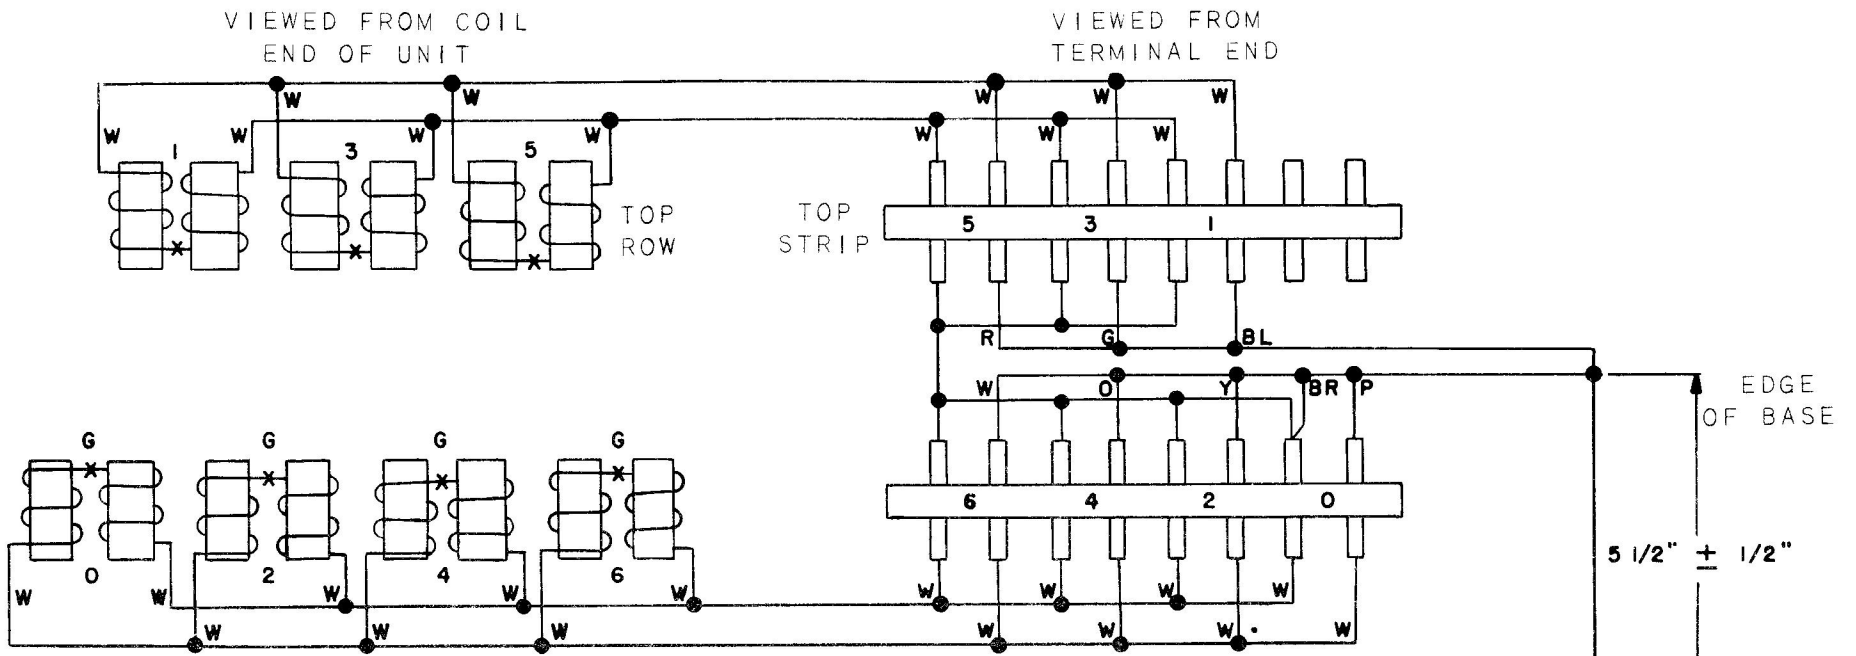 VIEWED FROM COIL
END OF UNIT
VIEWED FROM
TERMINAL END
W W W W W
W W W W W W W
1 3 5
TOP
ROW
TOP
STRIP
5 3 1
R G BL
W O Y BR P
EDGE
OF BASE
G G G G
6 4 2 0
5 1/2" ± 1/2"
0 2 4 6
W W W W W W W W
W W W W W W W